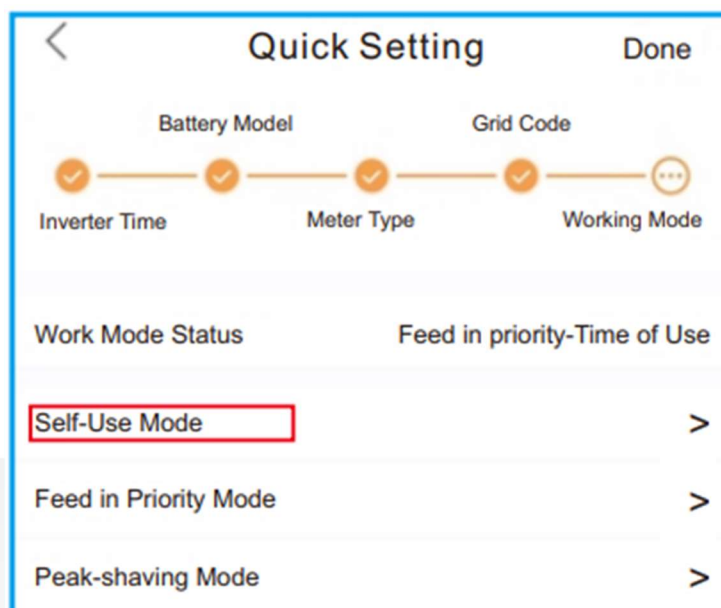 Quick Setting Done
Battery Model Grid Code
Inverter Time Meter Type Working Mode
Work Mode Status Feed in priority-Time of Use
Self-Use Mode >
Feed in Priority Mode >
Peak-shaving Mode >